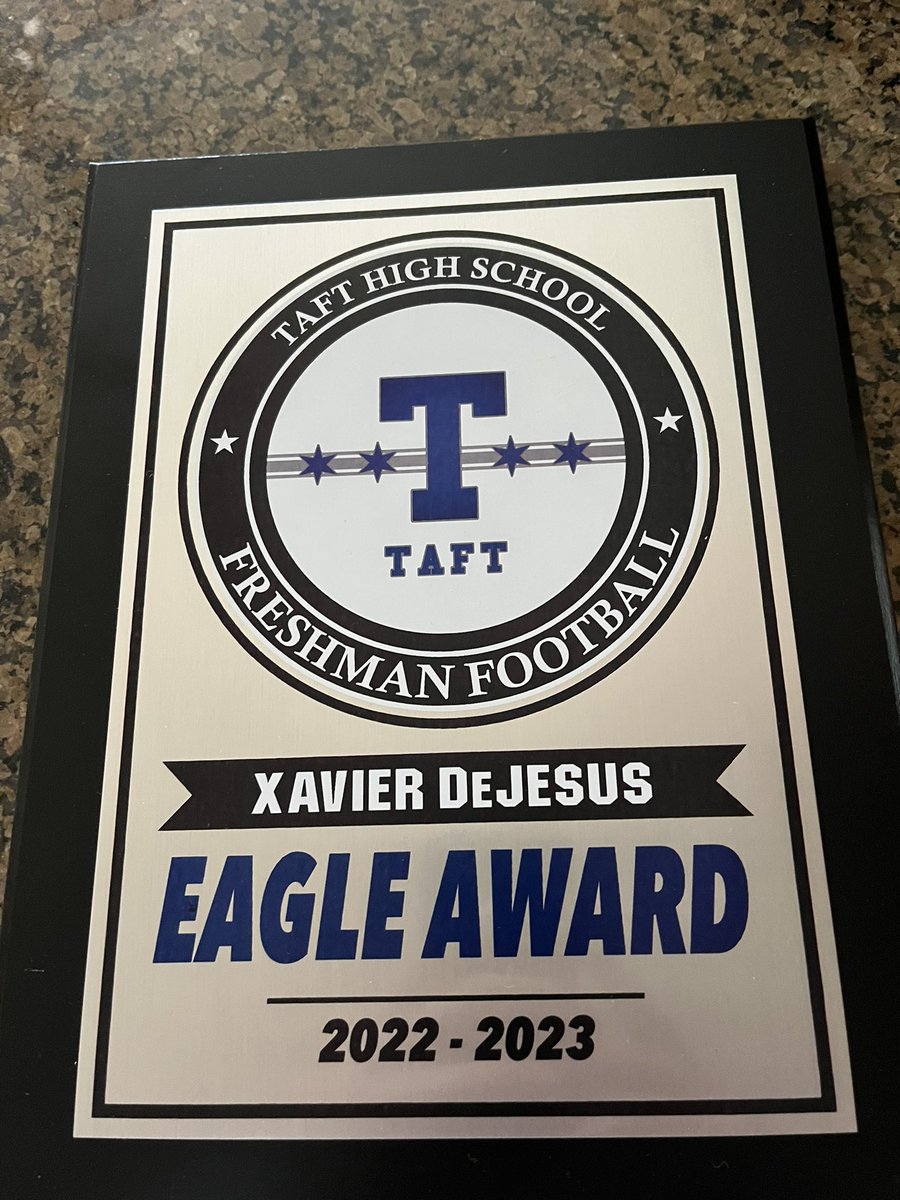 TAFT HIGH SCHOOL
T
TAFT
FRESHMAN FOOTBALL
XAVIER DeJESUS
EAGLE AWARD
2022 - 2023